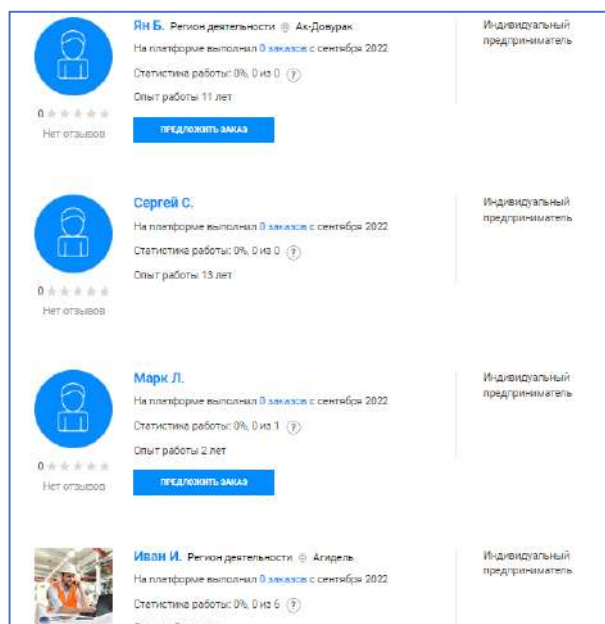 Ян Б. Регион деятельности Ак-Довурак
Индивидуальный
предприниматель
На платформе выполнил 0 заказов с сентября 2022
Статистика работы: 0%, 0 из 0 ?
Опыт работы 11 лет
0
Нет отзывов
ПРЕДЛОЖИТЬ ЗАКАЗ
Сергей С.
Индивидуальный
предприниматель
На платформе выполнил 0 заказов с сентября 2022
Статистика работы: 0%, 0 из 0 ?
Опыт работы 13 лет
0
Нет отзывов
Марк Л.
Индивидуальный
предприниматель
На платформе выполнил 0 заказов с сентября 2022
Статистика работы: 0%, 0 из 1 ?
Опыт работы 2 лет
0
Нет отзывов
ПРЕДЛОЖИТЬ ЗАКАЗ
Иван И. Регион деятельности Агидель
Индивидуальный
предприниматель
На платформе выполнил 0 заказов с сентября 2022
Статистика работы: 0%, 0 из 6 ?